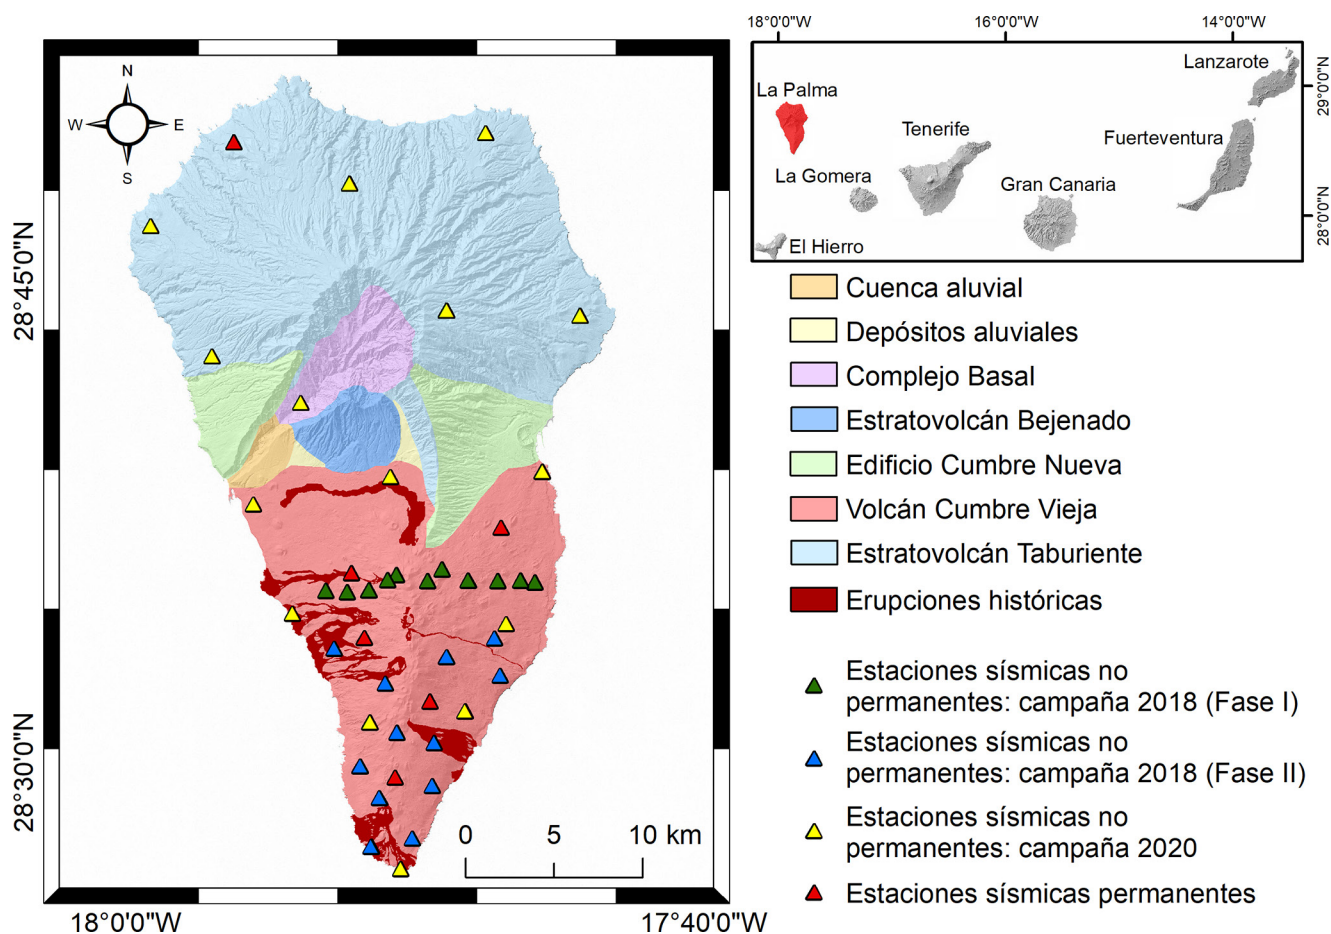 18°0'0"W
16°0'0"W
14°0'0"W
N
W
E
S
La Palma
La Gomera
El Hierro
Tenerife
Gran Canaria
Fuerteventura
Lanzarote
29°0'0"N
28°0'0"N
28°45'0"N
28°30'0"N
Cuenca aluvial
Depósitos aluviales
Complejo Basal
Estratovolcán Bejenado
Edificio Cumbre Nueva
Volcán Cumbre Vieja
Estratovolcán Taburiente
Erupciones históricas
Estaciones sísmicas no
permanentes: campaña 2018 (Fase I)
Estaciones sísmicas no
permanentes: campaña 2018 (Fase II)
Estaciones sísmicas no
permanentes: campaña 2020
Estaciones sísmicas permanentes
0 5 10 km
18°0'0"W
17°40'0"W